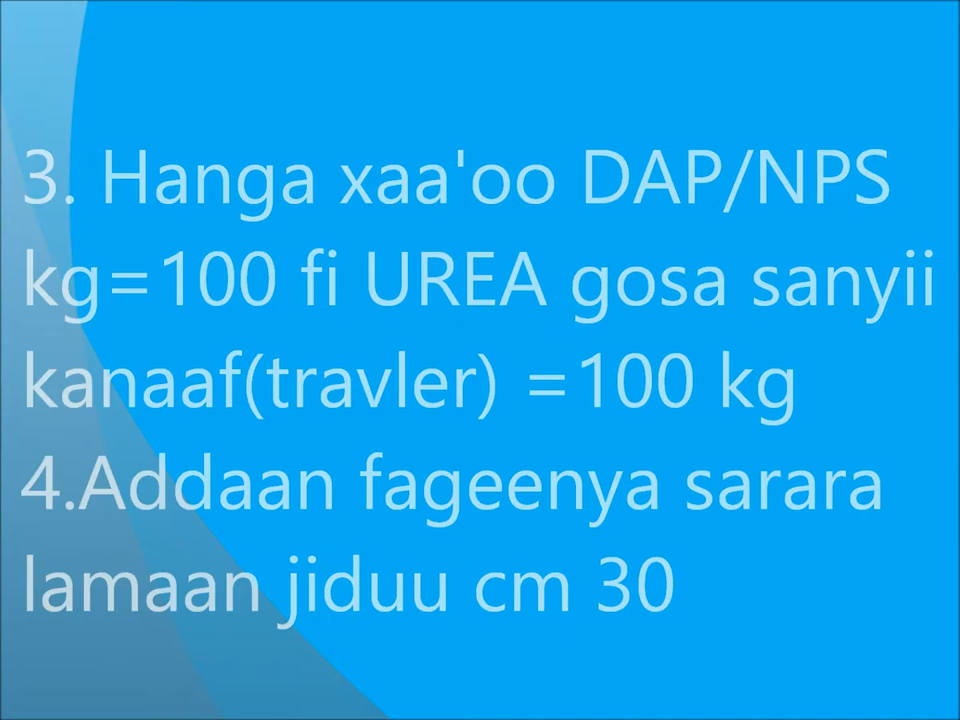 3. Hanga xaa'oo DAP/NPS
kg=100 fi UREA gosa sanyii
kanaaf(travler) =100 kg
4.Addaan fageenya sarara
lamaan jiduu cm 30